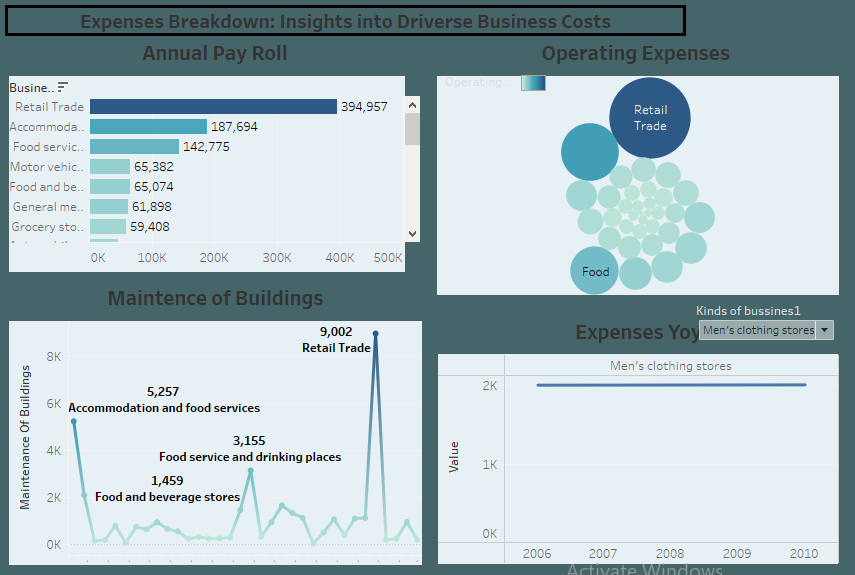 Expenses Breakdown: Insights into Driverse Business Costs
Annual Pay Roll
Busine..
Retail Trade 394,957
Accommoda.. 187,694
Food servic.. 142,775
Motor vehic.. 65,382
Food and be.. 65,074
General me.. 61,898
Grocery sto.. 59,408
0K 100K 200K 300K 400K 500K
Operating Expenses
Operating...
Retail
Trade
Food
Maintence of Buildings
Maintenance Of Buildings
8K
6K
4K
2K
0K
9,002
Retail Trade
5,257
Accommodation and food services
3,155
Food service and drinking places
1,459
Food and beverage stores
Kinds of bussines1
Expenses Yoy
Men's clothing stores
Men's clothing stores
Value
2K
1K
0K
2006 2007 2008 2009 2010
Activate Windows